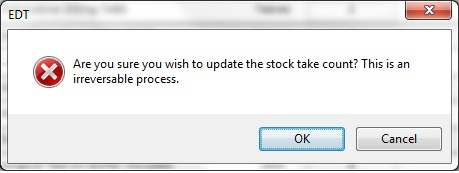 EDT
Are you sure you wish to update the stock take count? This is an
irreversable process.
OK
Cancel